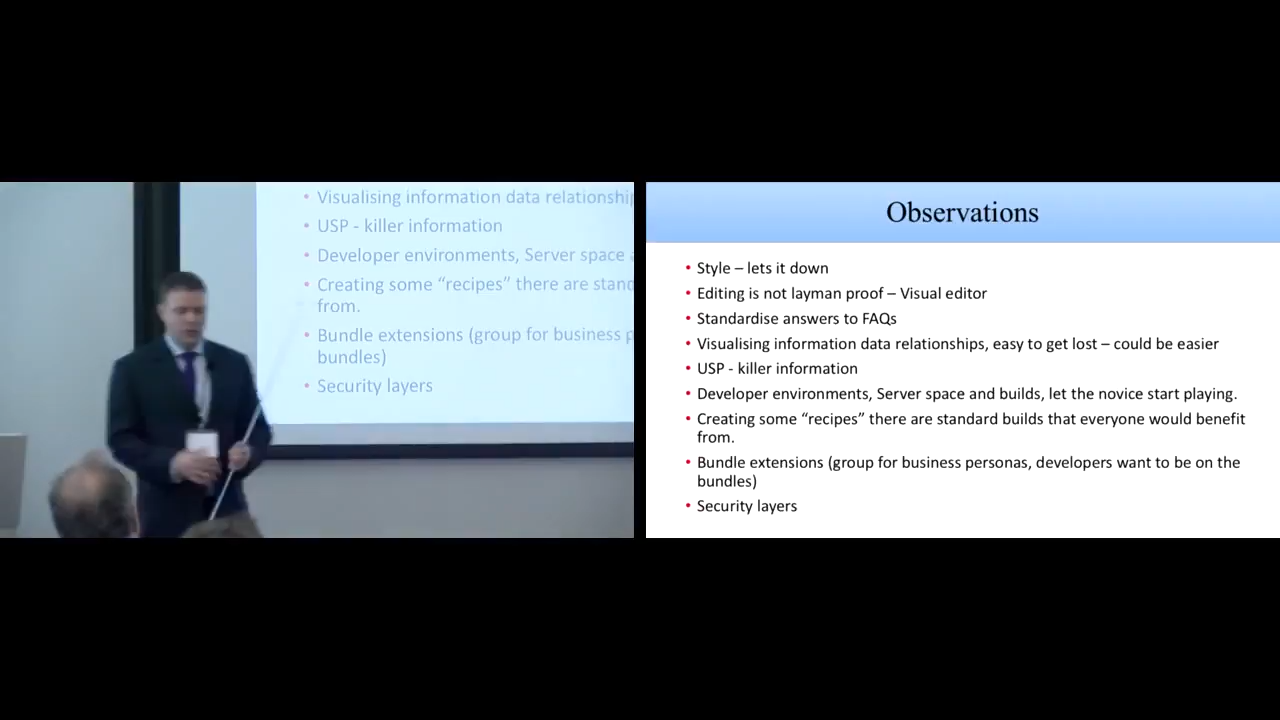 Visualising information data relationship
USP - killer information
Developer environments, Server space
Creating some “recipes” there are stand
from.
Bundle extensions (group for business p
bundles)
Security layers
Observations
Style – lets it down
Editing is not layman proof – Visual editor
Standardise answers to FAQs
Visualising information data relationships, easy to get lost – could be easier
USP - killer information
Developer environments, Server space and builds, let the novice start playing.
Creating some “recipes” there are standard builds that everyone would benefit
from.
Bundle extensions (group for business personas, developers want to be on the
bundles)
Security layers